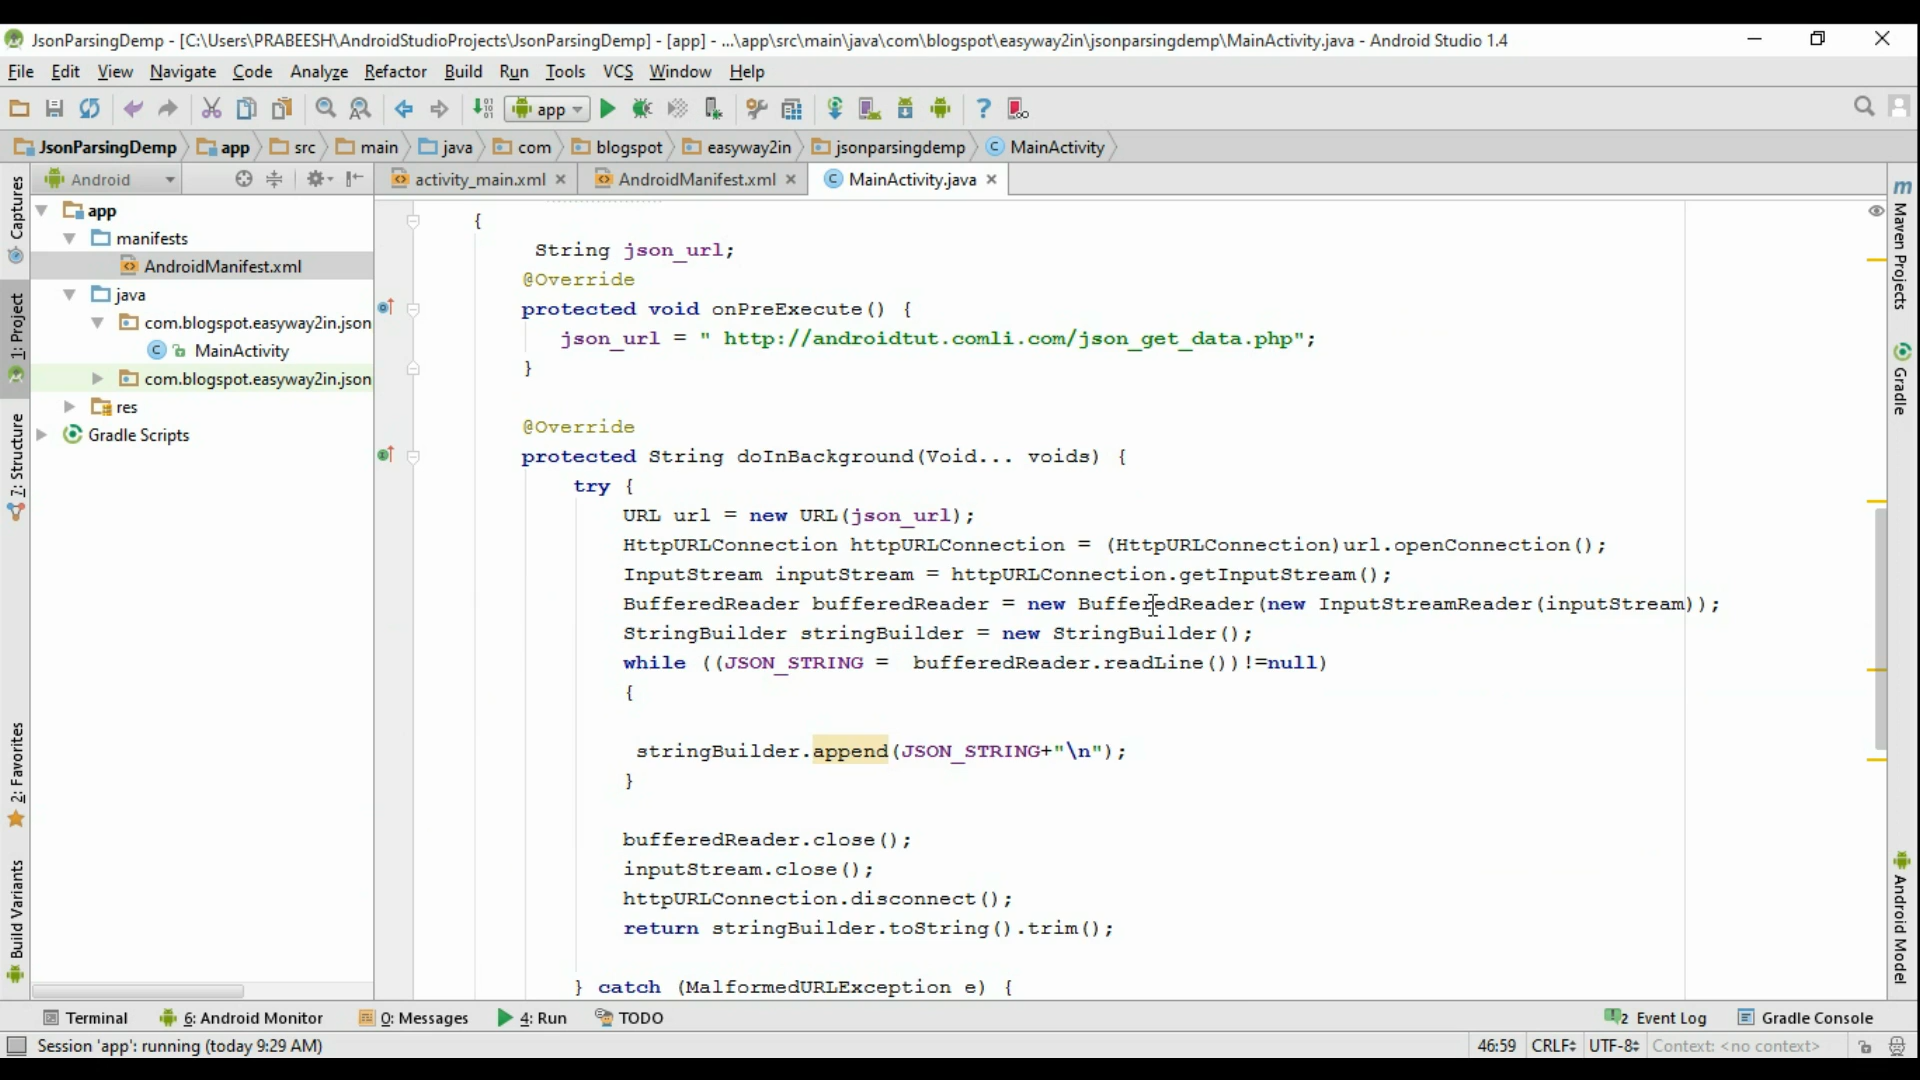 JsonParsingDemp - [C:\Users\PRABEESH\AndroidStudioProjects\JsonParsingDemp] - [app] - ...\app\src\main\java\com\blogspot\easyway2in\jsonparsingdemp\MainActivity.java - Android Studio 1.4
File Edit View Navigate Code Analyze Refactor Build Run Tools VCS Window Help
app
JsonParsingDemp app src main java com blogspot easyway2in jsonparsingdemp MainActivity
Android
activity_main.xml AndroidManifest.xml MainActivity.java
Captures
1: Project
7: Structure
2: Favorites
Build Variants
app
manifests
AndroidManifest.xml
java
com.blogspot.easyway2in.json
MainActivity
com.blogspot.easyway2in.json
res
Gradle Scripts
{
String json_url;
@Override
protected void onPreExecute() {
json_url = " http://androidtut.comli.com/json_get_data.php";
}
@Override
protected String doInBackground(Void... voids) {
try {
URL url = new URL(json_url);
HttpURLConnection httpURLConnection = (HttpURLConnection)url.openConnection();
InputStream inputStream = httpURLConnection.getInputStream();
BufferedReader bufferedReader = new BufferedReader(new InputStreamReader(inputStream));
StringBuilder stringBuilder = new StringBuilder();
while ((JSON_STRING = bufferedReader.readLine())!=null)
{
stringBuilder.append(JSON_STRING+"\n");
}
bufferedReader.close();
inputStream.close();
httpURLConnection.disconnect();
return stringBuilder.toString().trim();
} catch (MalformedURLException e) {
Maven Projects
Gradle
Android Model
Terminal 6: Android Monitor 0: Messages 4: Run TODO 2 Event Log Gradle Console
Session 'app': running (today 9:29 AM) 46:59 CRLF UTF-8 Context: <no context>